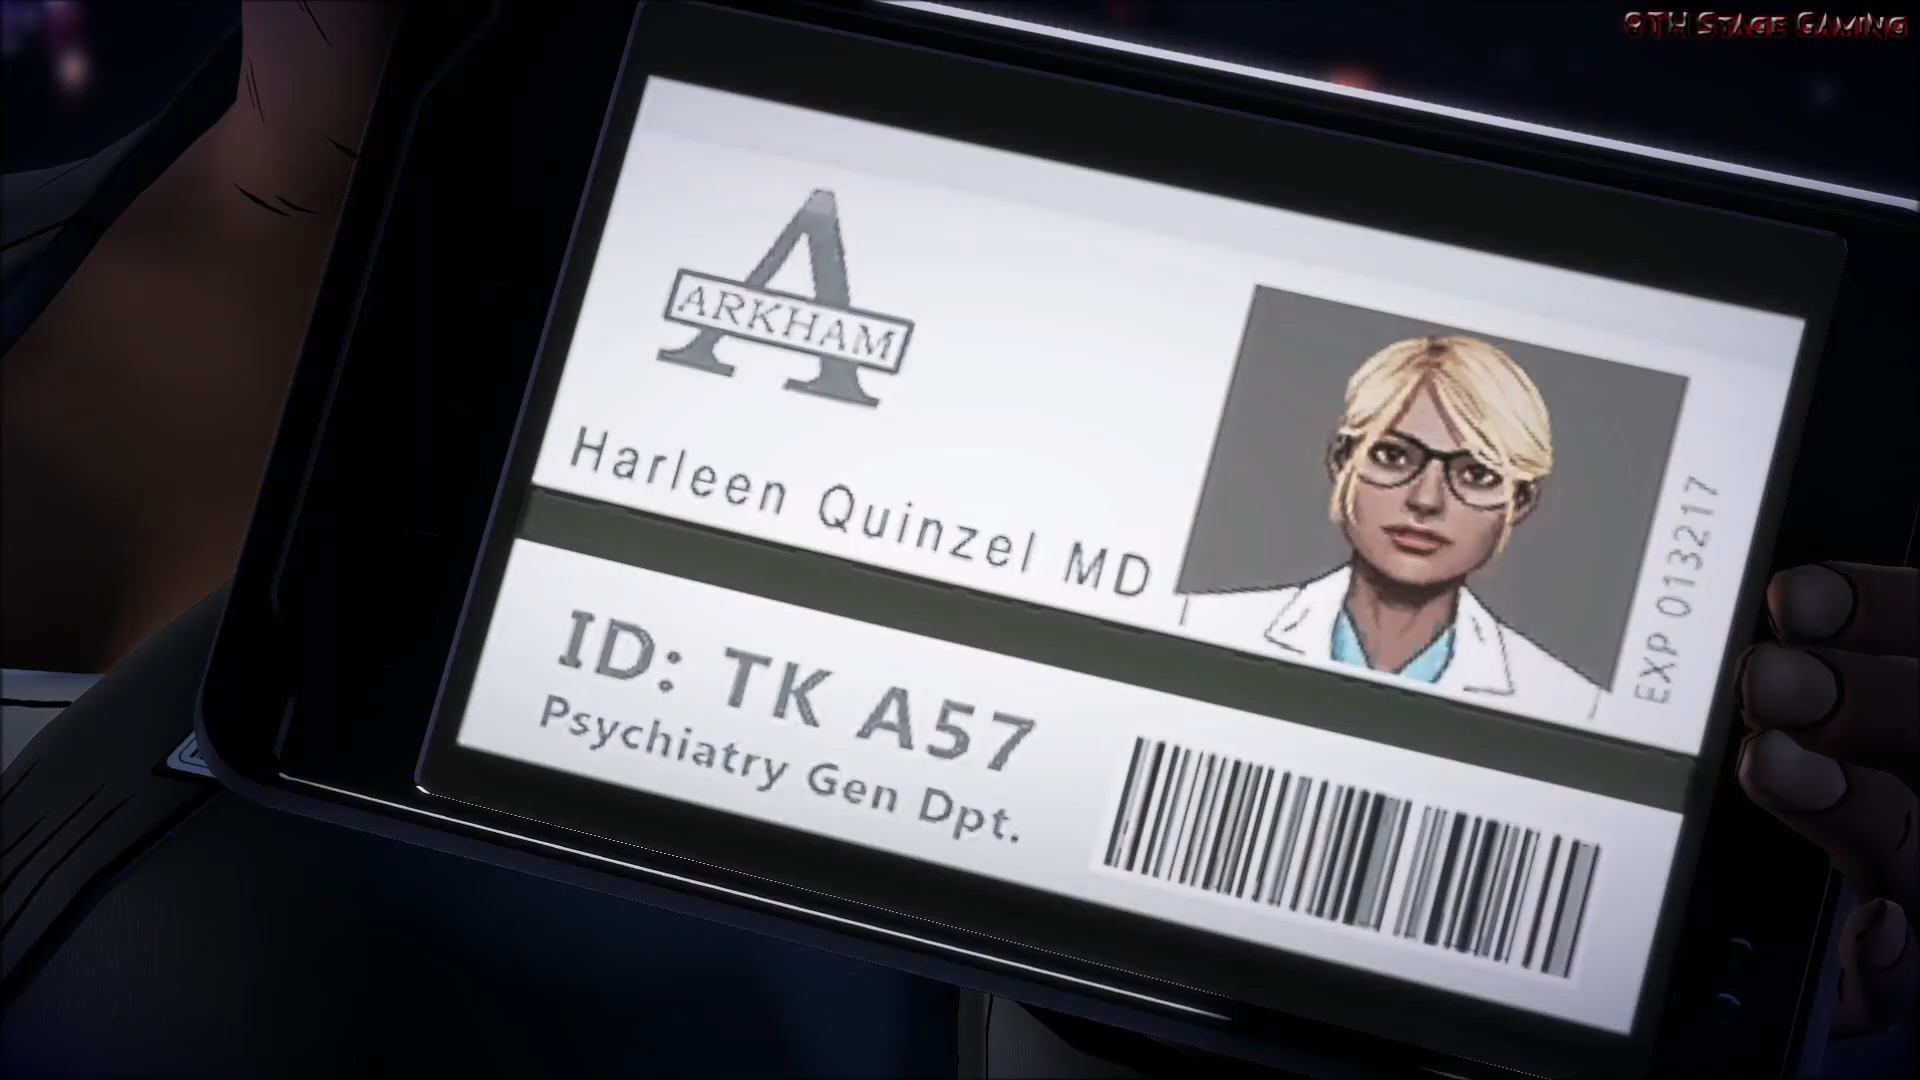 9TH STAGE GAMING
ARKHAM
Harleen Quinzel MD
EXP 013217
ID: TK A57
Psychiatry Gen Dpt.